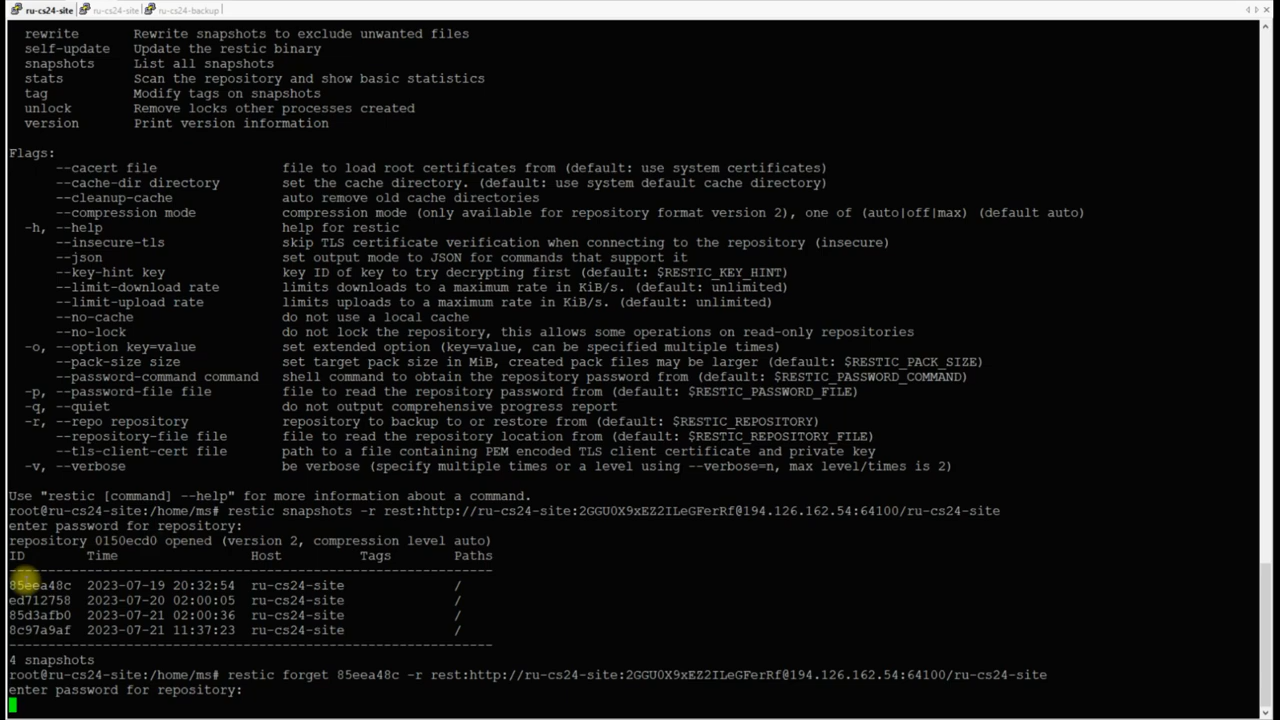 ru-cs24-site ru-cs24-site ru-cs24-backup
rewrite Rewrite snapshots to exclude unwanted files
self-update Update the restic binary
snapshots List all snapshots
stats Scan the repository and show basic statistics
tag Modify tags on snapshots
unlock Remove locks other processes created
version Print version information
Flags:
--cacert file file to load root certificates from (default: use system certificates)
--cache-dir directory set the cache directory. (default: use system default cache directory)
--cleanup-cache auto remove old cache directories
--compression mode compression mode (only available for repository format version 2), one of (auto|off|max) (default auto)
-h, --help help for restic
--insecure-tls skip TLS certificate verification when connecting to the repository (insecure)
--json set output mode to JSON for commands that support it
--key-hint key key ID of key to try decrypting first (default: $RESTIC_KEY_HINT)
--limit-download rate limits downloads to a maximum rate in KiB/s. (default: unlimited)
--limit-upload rate limits uploads to a maximum rate in KiB/s. (default: unlimited)
--no-cache do not use a local cache
--no-lock do not lock the repository, this allows some operations on read-only repositories
-o, --option key=value set extended option (key=value, can be specified multiple times)
--pack-size size set target pack size in MiB, created pack files may be larger (default: $RESTIC_PACK_SIZE)
--password-command command shell command to obtain the repository password from (default: $RESTIC_PASSWORD_COMMAND)
-p, --password-file file file to read the repository password from (default: $RESTIC_PASSWORD_FILE)
-q, --quiet do not output comprehensive progress report
-r, --repo repository repository to backup to or restore from (default: $RESTIC_REPOSITORY)
--repository-file file file to read the repository location from (default: $RESTIC_REPOSITORY_FILE)
--tls-client-cert file path to a file containing PEM encoded TLS client certificate and private key
-v, --verbose be verbose (specify multiple times or a level using --verbose=n, max level/times is 2)
Use "restic [command] --help" for more information about a command.
root@ru-cs24-site:/home/ms# restic snapshots -r rest:http://ru-cs24-site:2GGU0X9xEZ2ILeGFerRf@194.126.162.54:64100/ru-cs24-site
enter password for repository:
repository 0150ecd0 opened (version 2, compression level auto)
ID Time Host Tags Paths
85eea48c 2023-07-19 20:32:54 ru-cs24-site /
ed712758 2023-07-20 02:00:05 ru-cs24-site /
85d3afb0 2023-07-21 02:00:36 ru-cs24-site /
8c97a9af 2023-07-21 11:37:23 ru-cs24-site /
4 snapshots
root@ru-cs24-site:/home/ms# restic forget 85eea48c -r rest:http://ru-cs24-site:2GGU0X9xEZ2ILeGFerRf@194.126.162.54:64100/ru-cs24-site
enter password for repository: